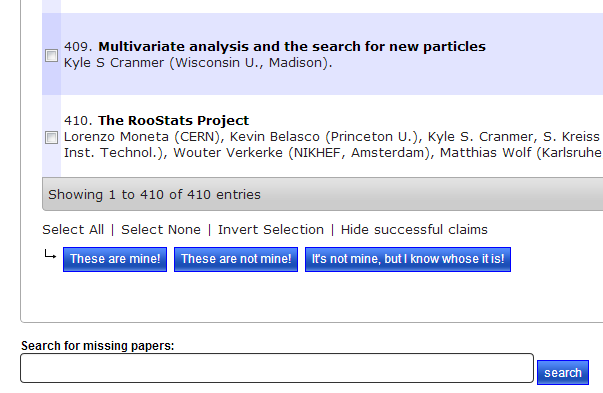 409. Multivariate analysis and the search for new particles
Kyle S Cranmer (Wisconsin U., Madison).
410. The RooStats Project
Lorenzo Moneta (CERN), Kevin Belasco (Princeton U.), Kyle S. Cranmer, S. Kreiss
Inst. Technol.), Wouter Verkerke (NIKHEF, Amsterdam), Matthias Wolf (Karlsruhe
Showing 1 to 410 of 410 entries
Select All | Select None | Invert Selection | Hide successful claims
These are mine! These are not mine! It's not mine, but I know whose it is!
Search for missing papers:
search